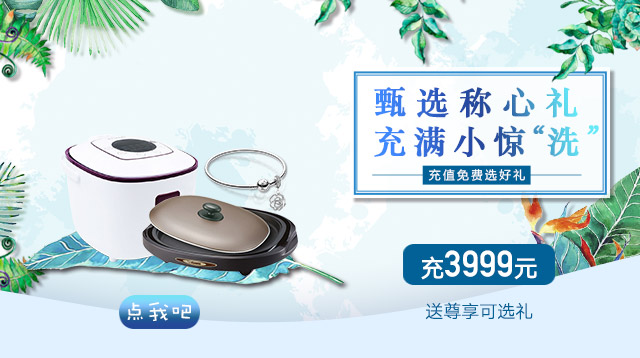 甄选称心礼
充满小惊“洗”
充值免费选好礼
充3999元
送尊享可选礼
点我吧